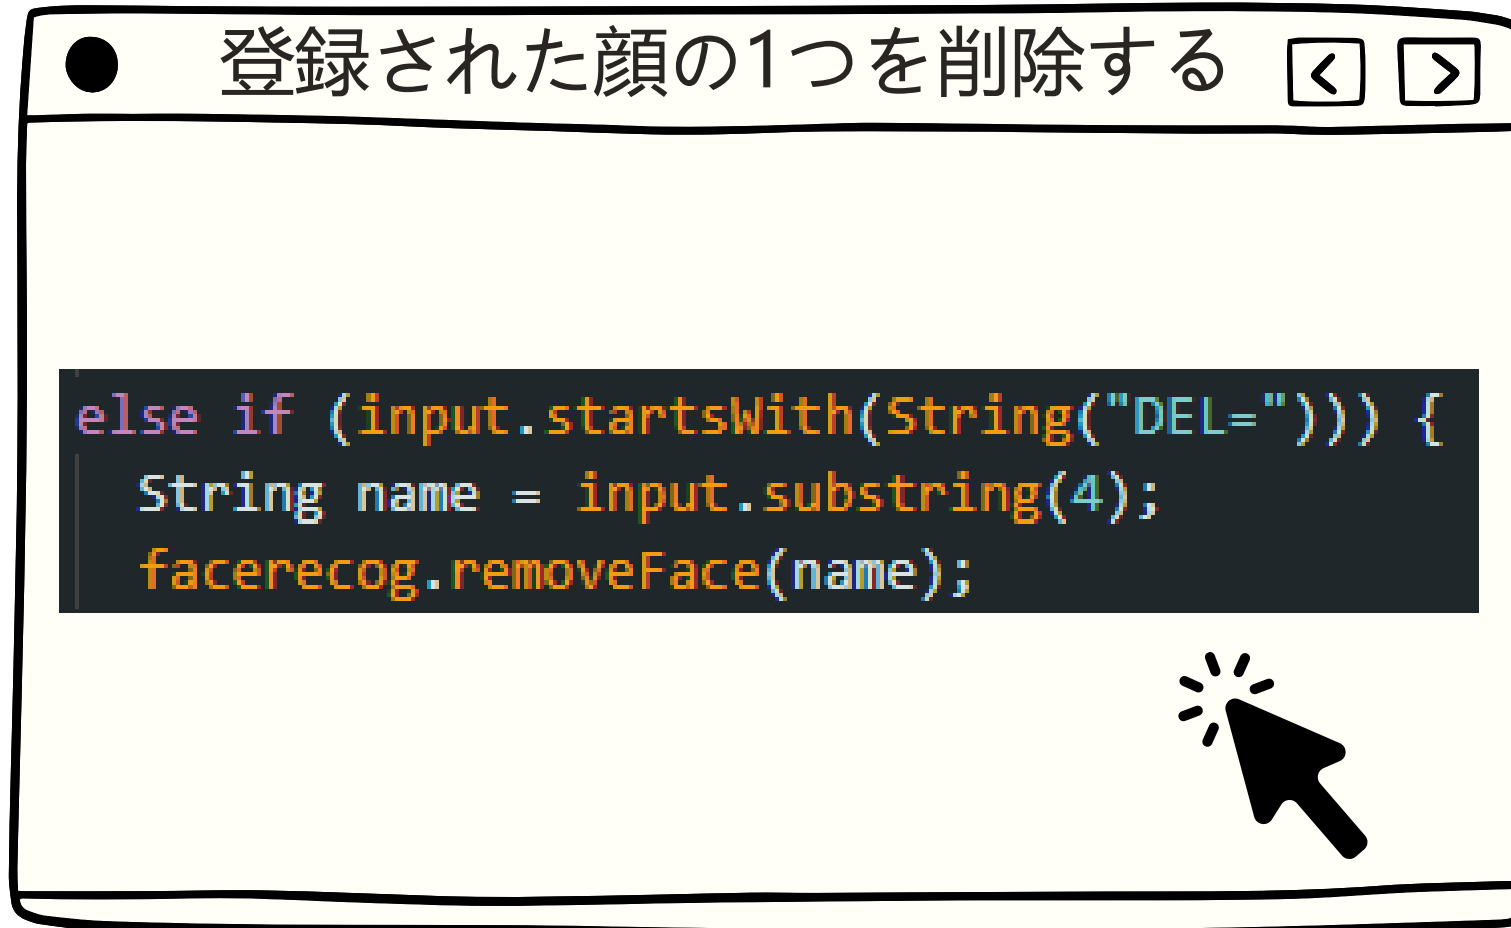 登録された顔の1つを削除する
else if (input.startsWith(String("DEL="))) {
String name = input.substring(4);
facerecog.removeFace(name);